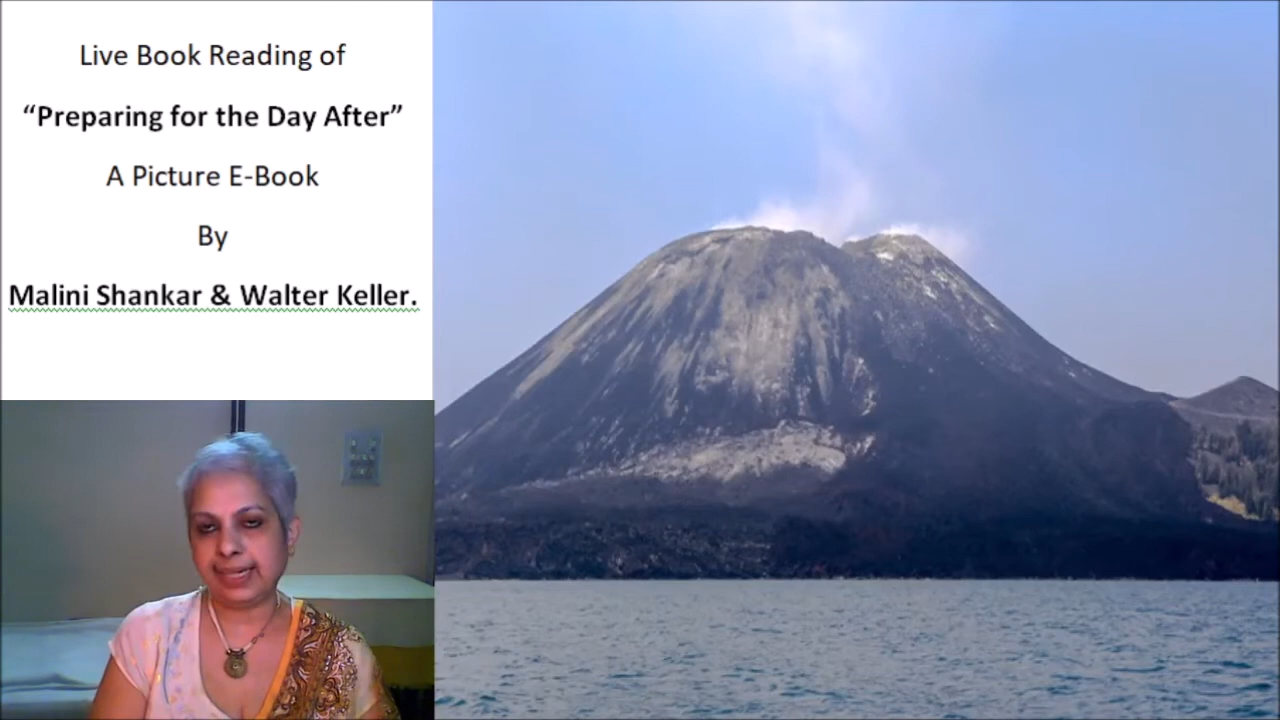 Live Book Reading of
“Preparing for the Day After”
A Picture E-Book
By
Malini Shankar & Walter Keller.